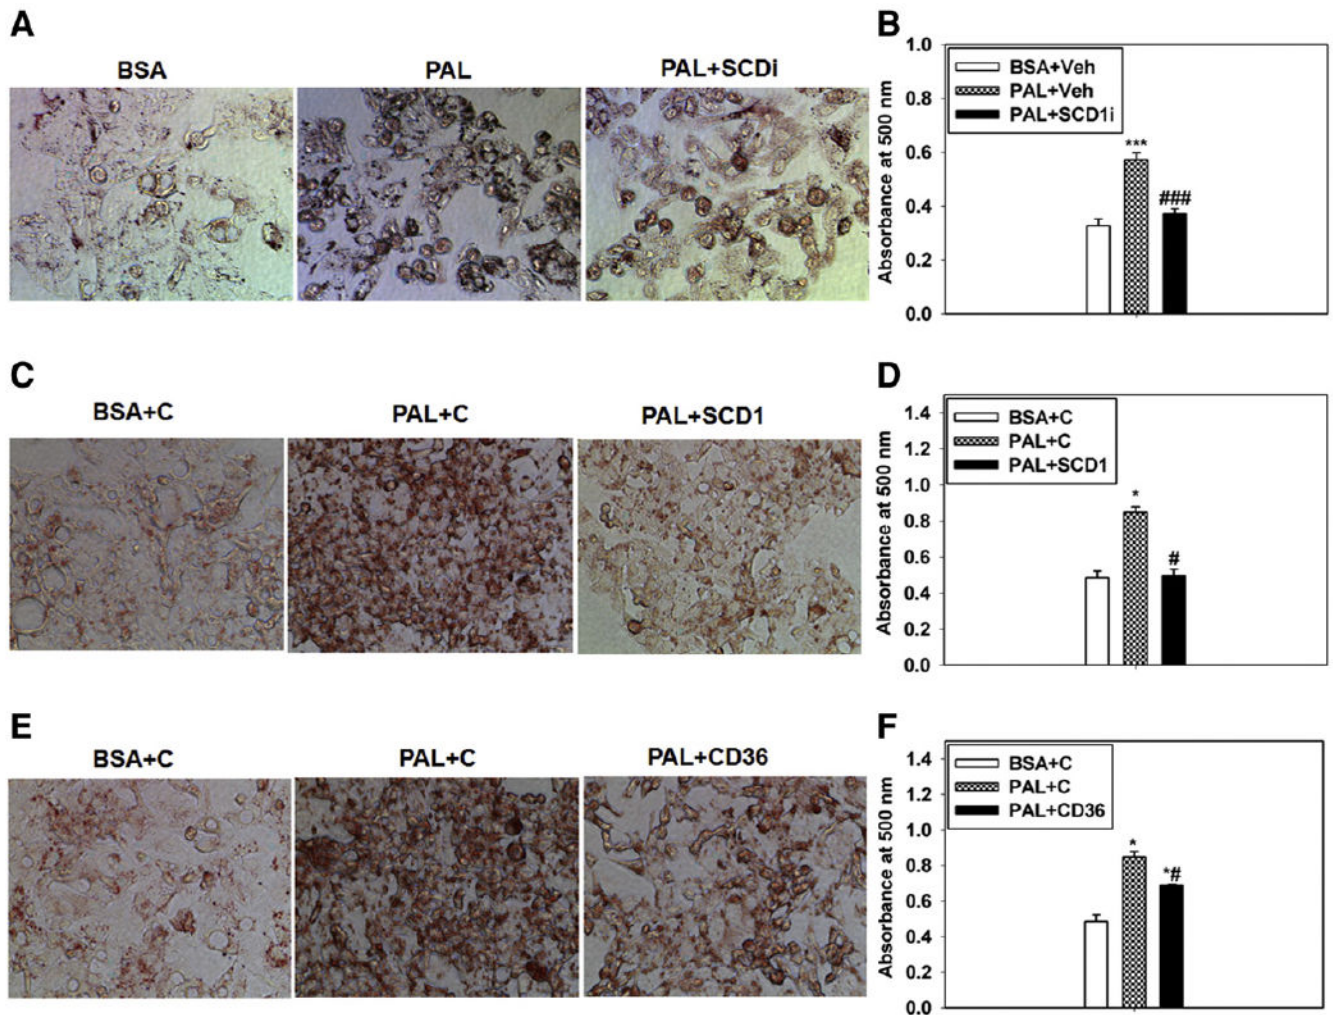 A
BSA
PAL
PAL+SCDi
B
Absorbance at 500 nm
1.0
0.8
0.6
0.4
0.2
0.0
BSA+Veh
PAL+Veh
PAL+SCD1i
***
###
C
BSA+C
PAL+C
PAL+SCD1
D
Absorbance at 500 nm
1.4
1.2
1.0
0.8
0.6
0.4
0.2
0.0
BSA+C
PAL+C
PAL+SCD1
*
#
E
BSA+C
PAL+C
PAL+CD36
F
Absorbance at 500 nm
1.4
1.2
1.0
0.8
0.6
0.4
0.2
0.0
BSA+C
PAL+C
PAL+CD36
*
*#